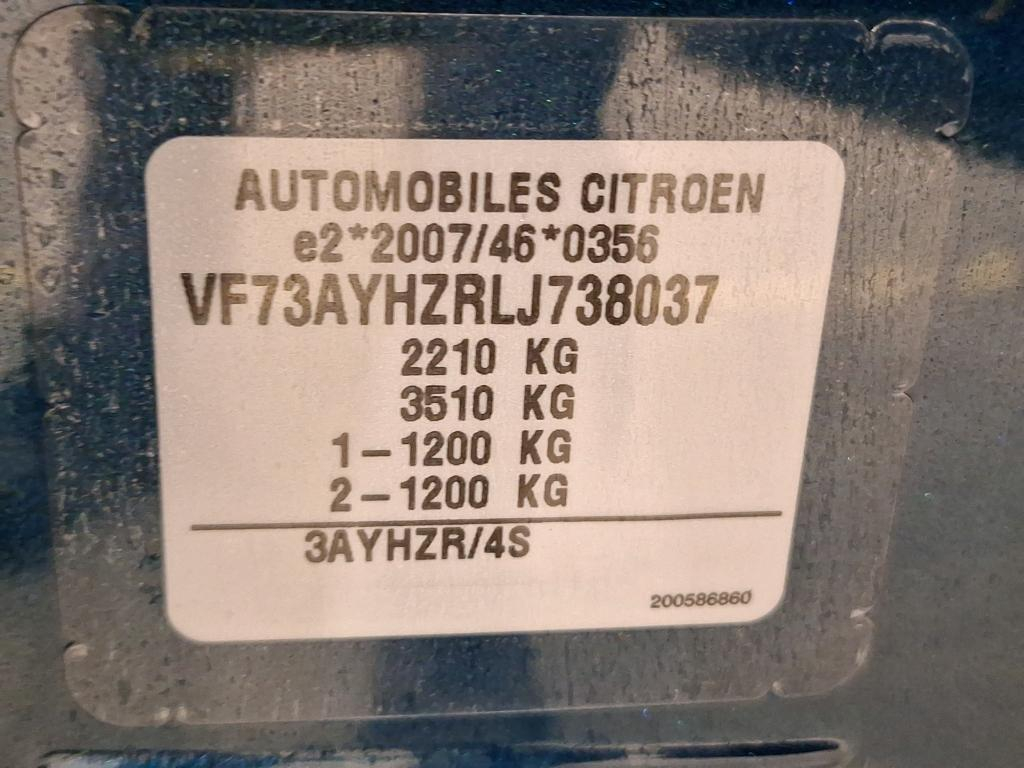 AUTOMOBILES CITROEN
e2*2007/46*0356
VF73AYHZRLJ738037
2210 KG
3510 KG
1-1200 KG
2-1200 KG
3AYHZR/4S
200586860